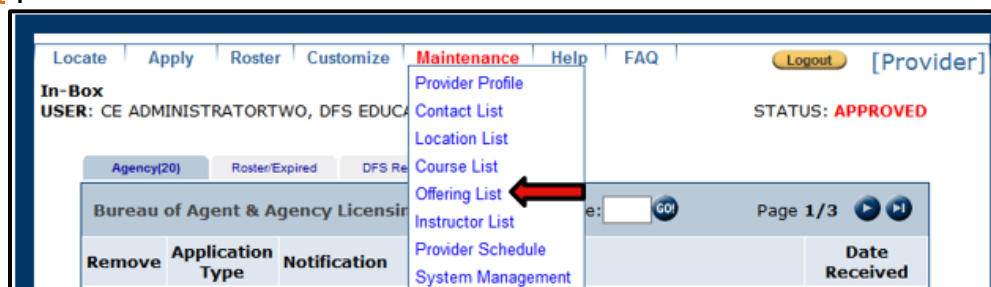 Locate Apply Roster Customize Maintenance Help FAQ Logout [Provider]
In-Box
USER: CE ADMINISTRATORTWO, DFS EDUCA STATUS: APPROVED
Provider Profile
Contact List
Location List
Course List
Offering List
Instructor List
Provider Schedule
System Management
Agency(20) Roster/Expired DFS Re
Bureau of Agent & Agency Licensin e: GO! Page 1/3
Remove Application Type Notification Date Received